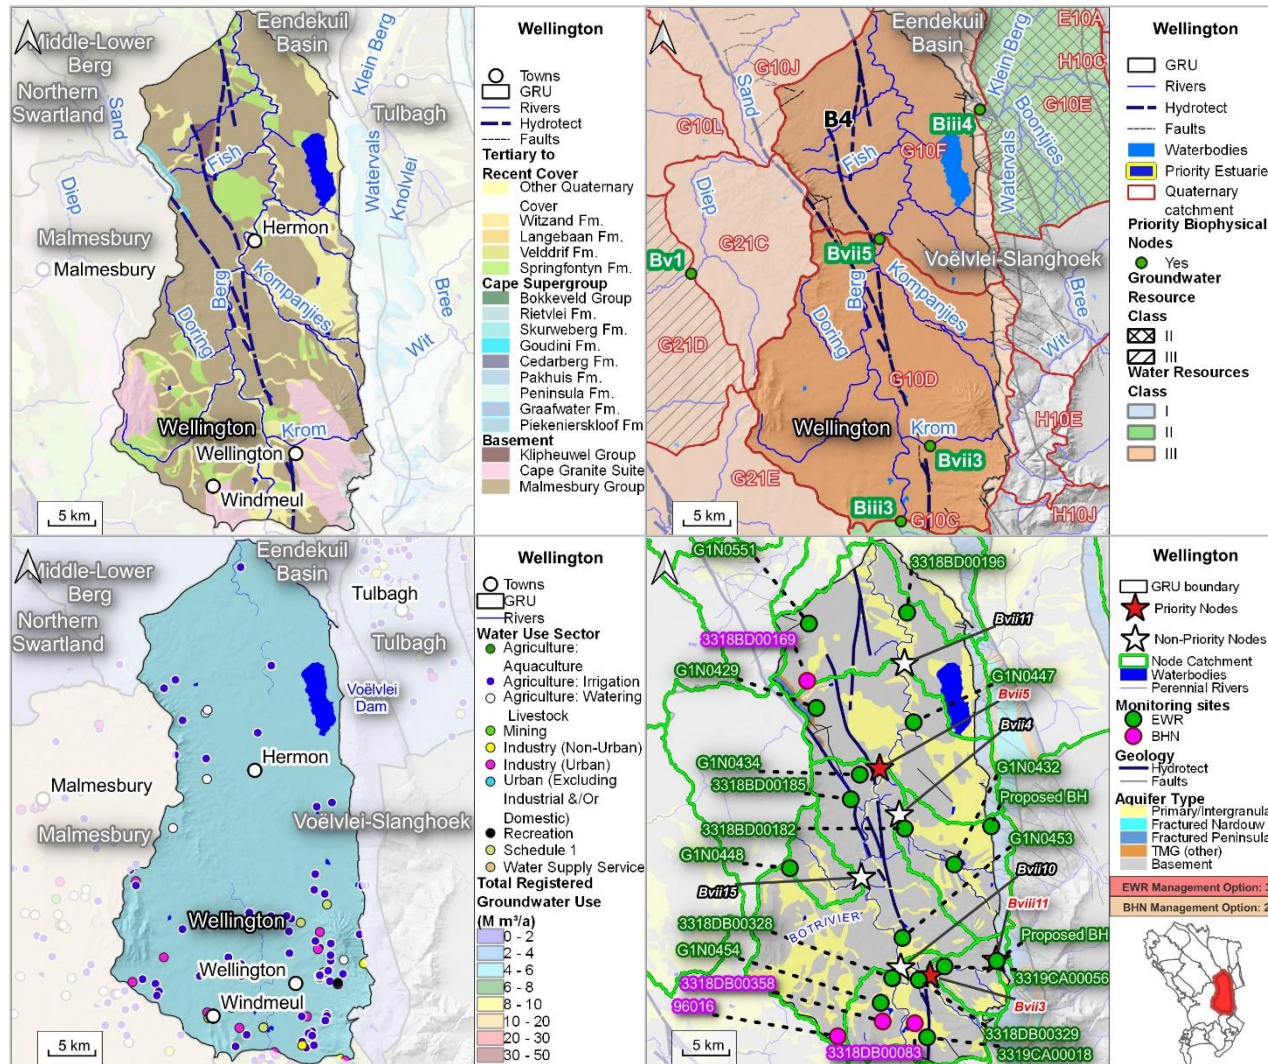 Middle-Lower
Berg
Eendekuil
Basin
Northern
Swartland
Sand
Klein Berg
Tulbagh
Fish
Watervals
Knolvlei
Diep
Hermon
Malmesbury
Malmesbury
Berg
Kompanjies
Doring
Bree
Wit
Wellington
Krom
Wellington
Windmeul
5 km
Wellington
Towns
GRU
Rivers
Hydrotect
Faults
Tertiary to
Recent Cover
Other Quaternary
Cover
Witzand Fm.
Langebaan Fm.
Velddrif Fm.
Springfontyn Fm.
Cape Supergroup
Bokkeveld Group
Rietvlei Fm.
Skurweberg Fm.
Goudini Fm.
Cedarberg Fm.
Pakhuis Fm.
Peninsula Fm.
Graafwater Fm.
Piekenierskloof Fm
Basement
Klipheuwel Group
Cape Granite Suite
Malmesbury Group
Eendekuil
Basin
Klein Berg
E10A
H10C
G10J
Sand
G10E
B4
Biii4
Boontjies
G10L
Fish
G10F
Watervals
Diep
G21C
Bvii5
Voëlvlei-Slanghoek
Bv1
Berg
Kompanjies
Bree
Doring
Wit
G21D
G10D
Wellington
Krom
H10E
Bvii3
G21E
Biii3
G10C
H10J
5 km
Wellington
GRU
Rivers
Hydrotect
Faults
Waterbodies
Priority Estuarie
Quaternary
catchment
Priority Biophysical
Nodes
Yes
Groundwater
Resource
Class
II
III
Water Resources
Class
I
II
III
Middle-Lower
Berg
Eendekuil
Basin
Northern
Swartland
Tulbagh
Tulbagh
Voëlvlei
Dam
Hermon
Malmesbury
Malmesbury
Voëlvlei-Slanghoek
Wellington
Wellington
Windmeul
5 km
Wellington
Towns
GRU
Rivers
Water Use Sector
Agriculture:
Aquaculture
Agriculture: Irrigation
Agriculture: Watering
Livestock
Mining
Industry (Non-Urban)
Industry (Urban)
Urban (Excluding
Industrial &/Or
Domestic)
Recreation
Schedule 1
Water Supply Service
Total Registered
Groundwater Use
(M m³/a)
0 - 2
2 - 4
4 - 6
6 - 8
8 - 10
10 - 20
20 - 30
30 - 50
G1N0551
3318BD00196
3318BD00169
Bvii11
G1N0429
G1N0447
Bvii5
Bvii4
G1N0434
G1N0432
3318BD00185
Proposed BH
3318BD00182
G1N0453
G1N0448
Bvii10
Bvii15
Bviii11
3318DB00328
BOTRIVIER
Proposed BH
G1N0454
3318DB00358
3319CA00056
96016
Bvii3
3318DB00329
3318DB00083
3319CA00018
5 km
Wellington
GRU boundary
Priority Nodes
Non-Priority Nodes
Node Catchment
Waterbodies
Perennial Rivers
Monitoring sites
EWR
BHN
Geology
Hydrotect
Faults
Aquifer Type
Primary/Intergranula
Fractured Nardouw
Fractured Peninsula
TMG (other)
Basement
EWR Management Option: 3
BHN Management Option: 2